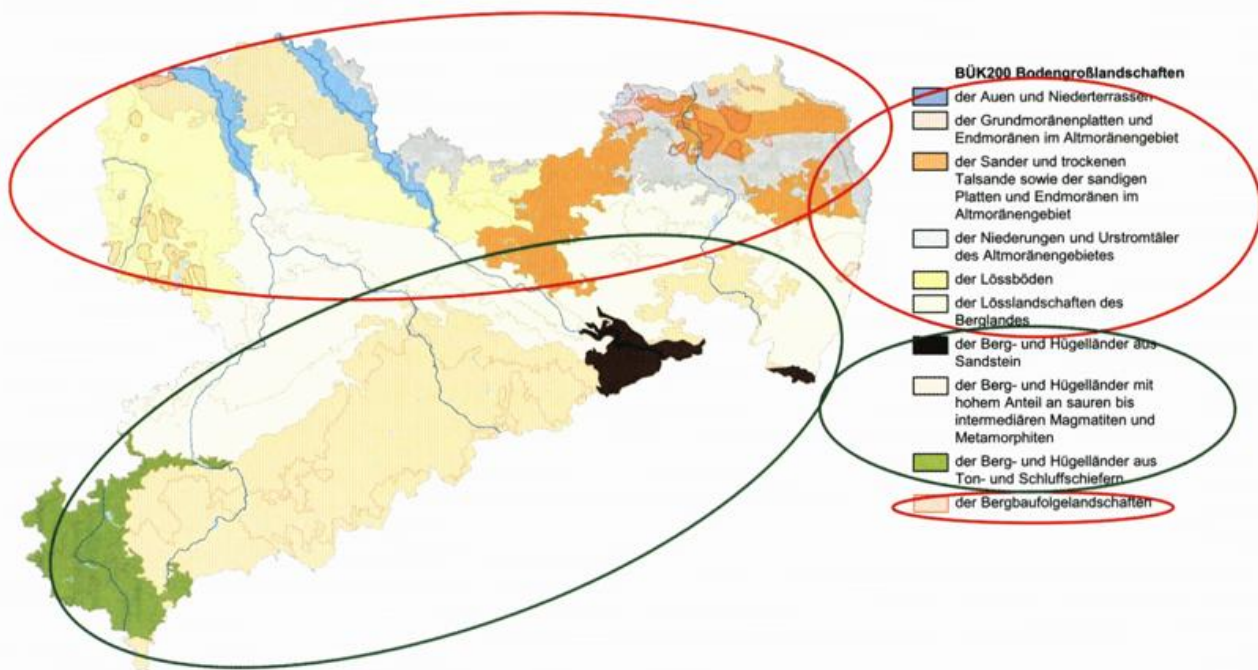 BÜK200 Bodengroßlandschaften
der Auen und Niederterrassen
der Grundmoränenplatten und
Endmoränen im Altmoränengebiet
der Sander und trockenen
Talsande sowie der sandigen
Platten und Endmoränen im
Altmoränengebiet
der Niederungen und Urstromtäler
des Altmoränengebietes
der Lössböden
der Lösslandschaften des
Berglandes
der Berg- und Hügelländer aus
Sandstein
der Berg- und Hügelländer mit
hohem Anteil an sauren bis
intermediären Magmatiten und
Metamorphiten
der Berg- und Hügelländer aus
Ton- und Schluffschiefern
der Bergbaufolgelandschaften